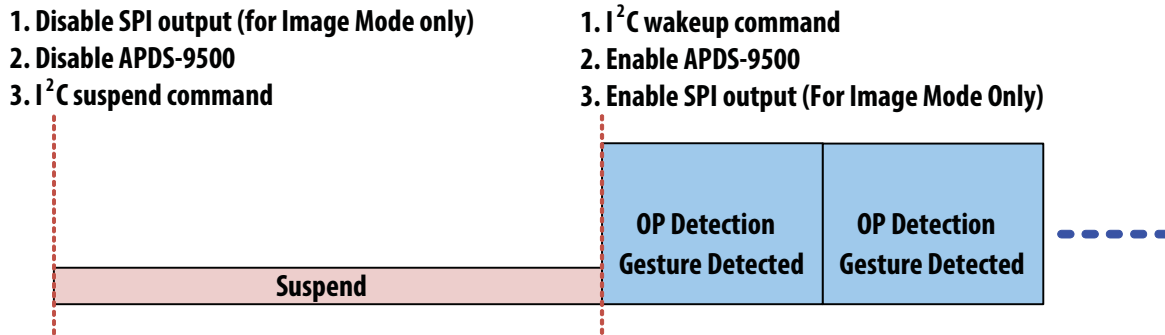 1. Disable SPI output (for Image Mode only)
2. Disable APDS-9500
3. I²C suspend command
1. I²C wakeup command
2. Enable APDS-9500
3. Enable SPI output (For Image Mode Only)
Suspend
OP Detection
Gesture Detected
OP Detection
Gesture Detected